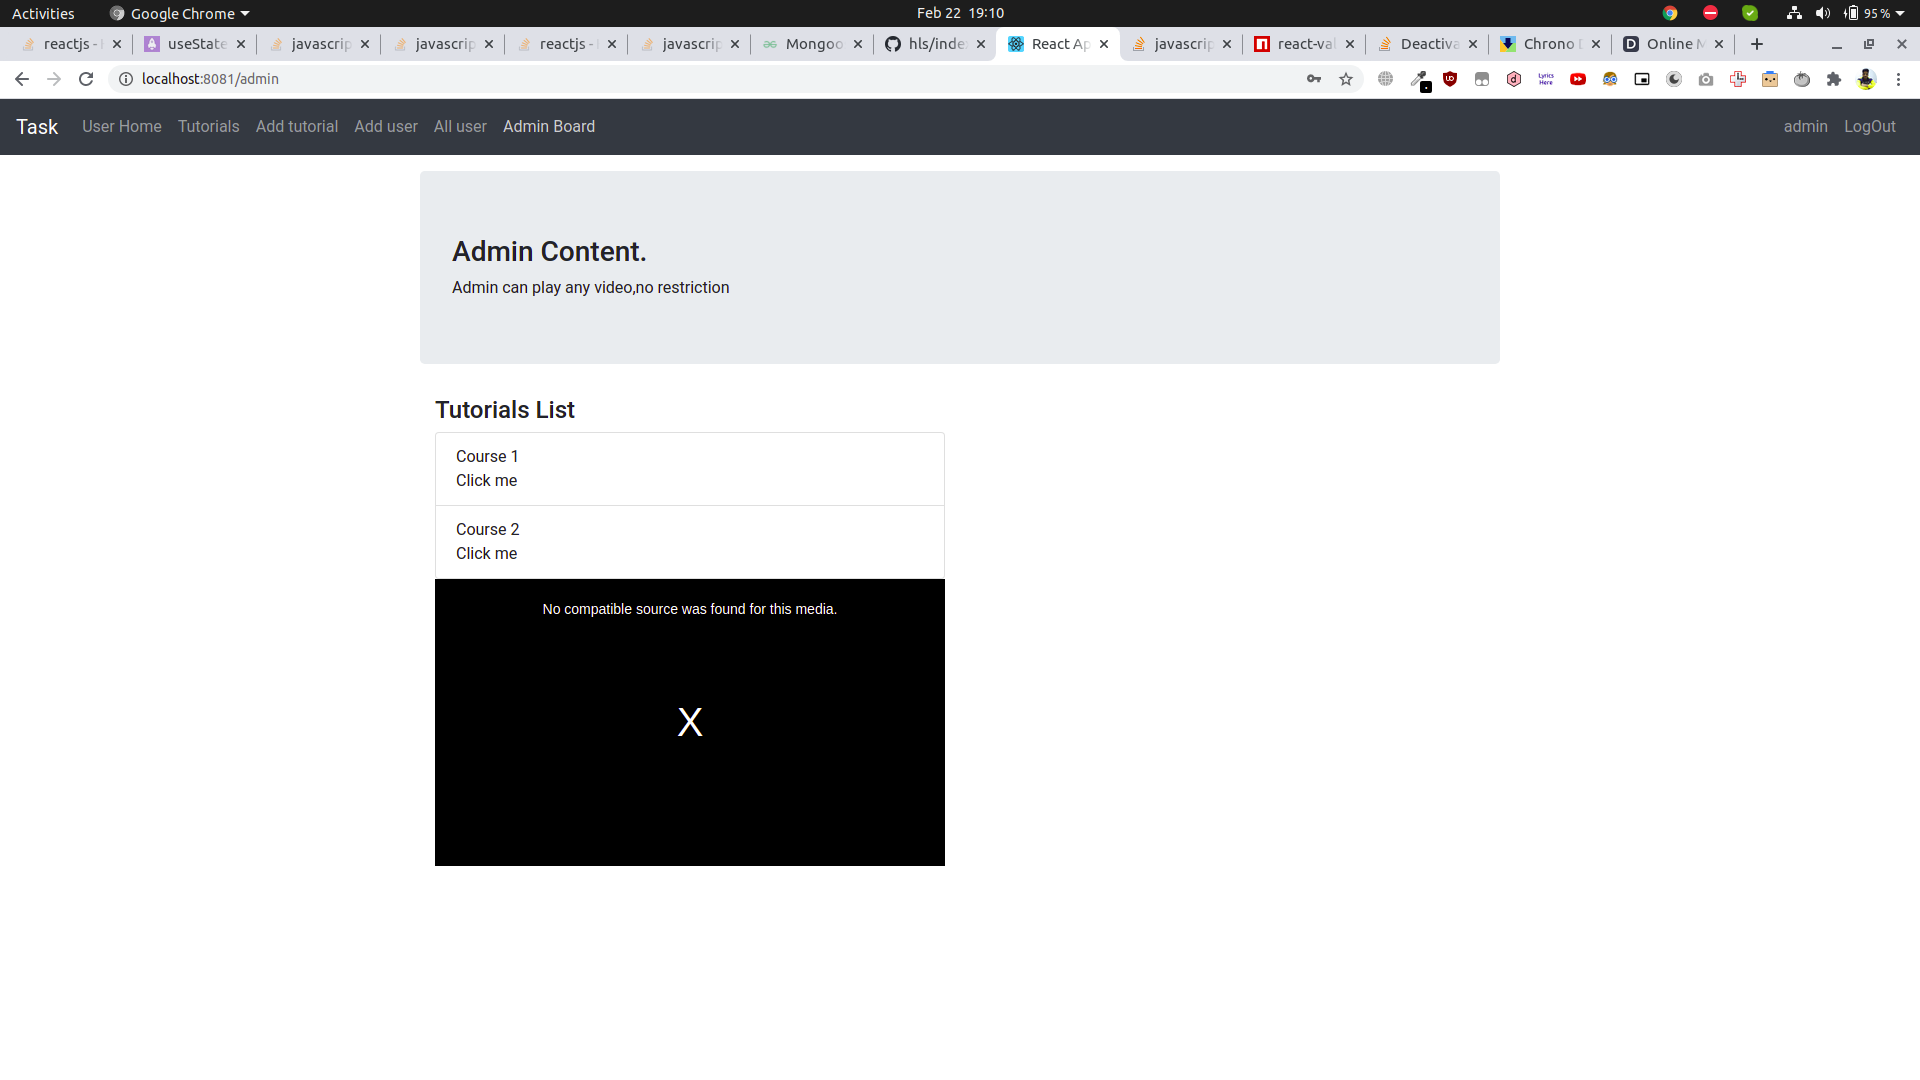 Activities
Google Chrome
Feb 22 19:10
95 %
reactjs -
useState
javascrip
javascrip
reactjs -
javascrip
Mongoo
hls/inde
React Ap
javascrip
react-val
Deactiva
Chrono
Online M
localhost:8081/admin
Lyrics
Here
Task
User Home
Tutorials
Add tutorial
Add user
All user
Admin Board
admin
LogOut
Admin Content.
Admin can play any video,no restriction
Tutorials List
Course 1
Click me
Course 2
Click me
No compatible source was found for this media.
X